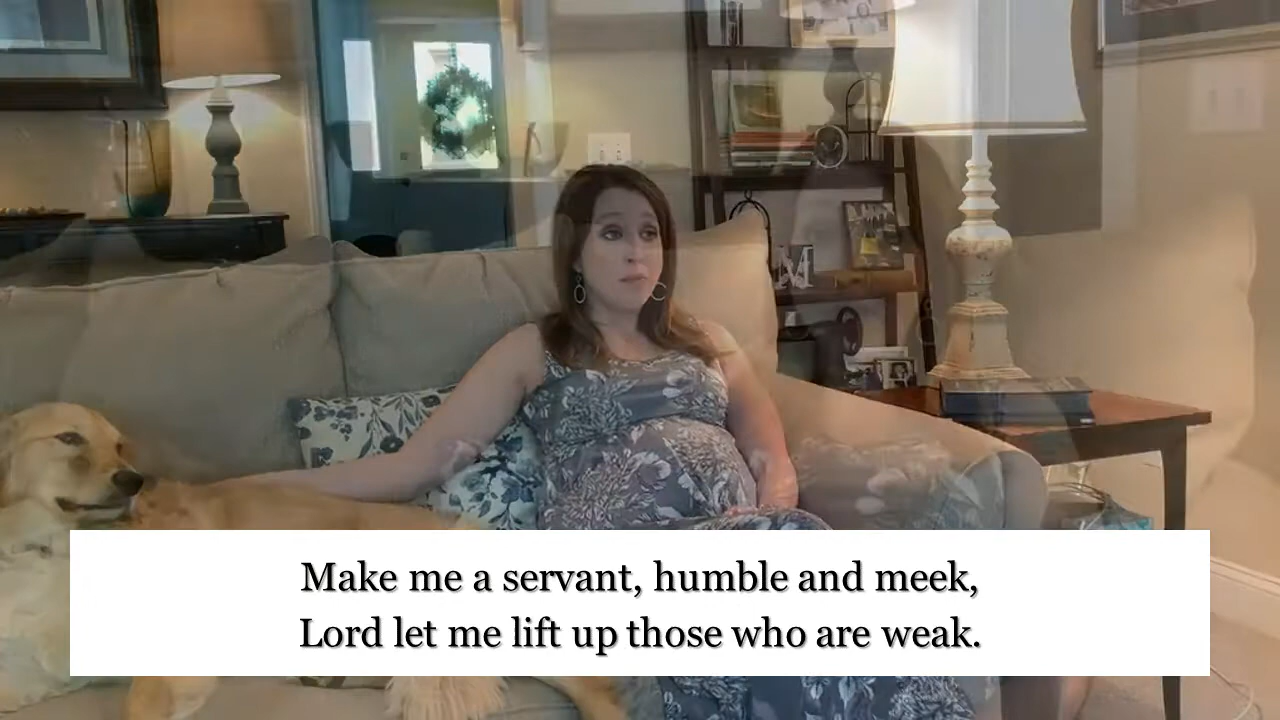 M
Make me a servant, humble and meek,
Lord let me lift up those who are weak.